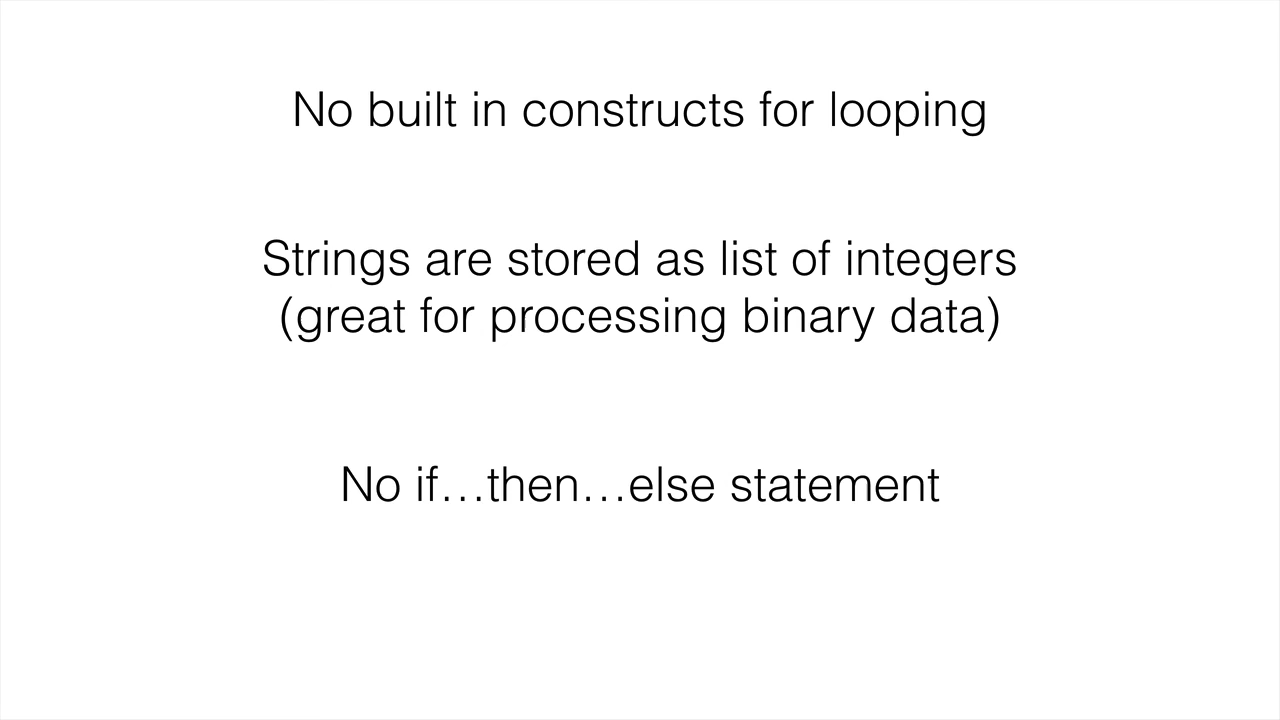 No built in constructs for looping
Strings are stored as list of integers
(great for processing binary data)
No if…then…else statement